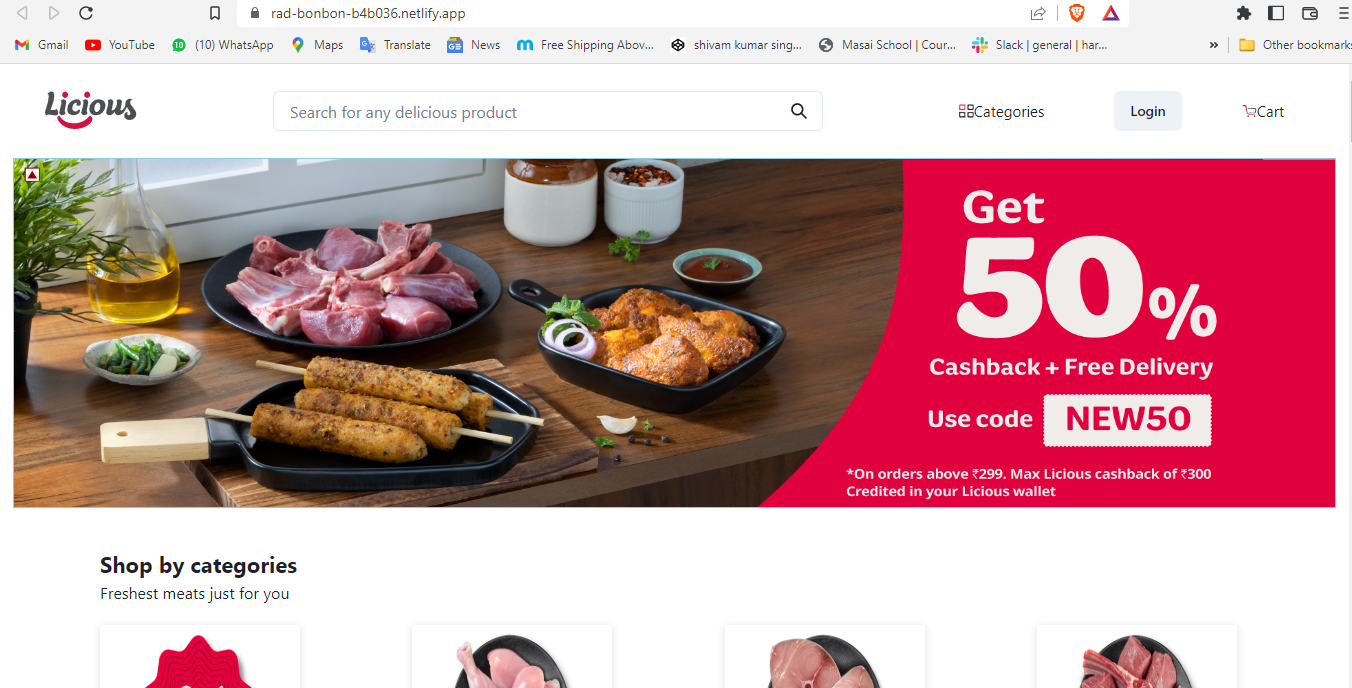 rad-bonbon-b4b036.netlify.app
Gmail
YouTube
10
(10) WhatsApp
Maps
Translate
News
Free Shipping Abov...
shivam kumar sing...
Masai School | Cour...
Slack | general | har...
»
Other bookmarks
Licious
Search for any delicious product
Categories
Login
Cart
Get
50%
Cashback + Free Delivery
Use code NEW50
*On orders above ₹299. Max Licious cashback of ₹300
Credited in your Licious wallet
Shop by categories
Freshest meats just for you